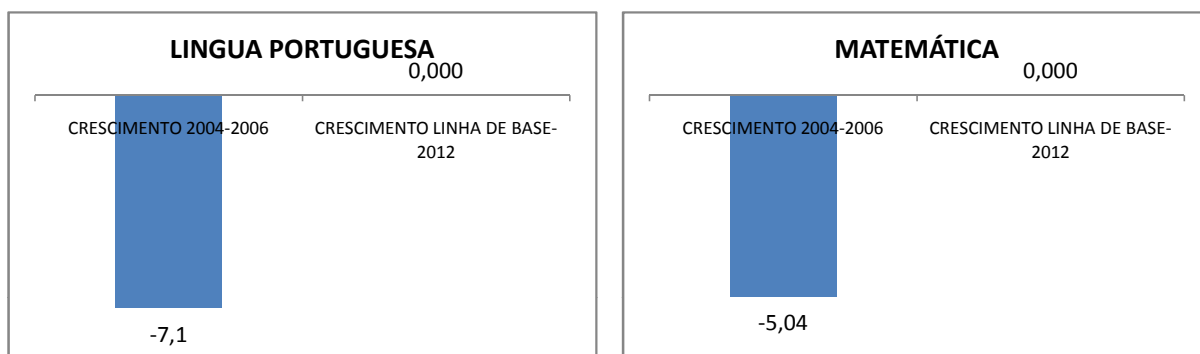 LINGUA PORTUGUESA
0,000
CRESCIMENTO 2004-2006
CRESCIMENTO LINHA DE BASE-
2012
-7,1
MATEMÁTICA
0,000
CRESCIMENTO 2004-2006
CRESCIMENTO LINHA DE BASE-
2012
-5,04